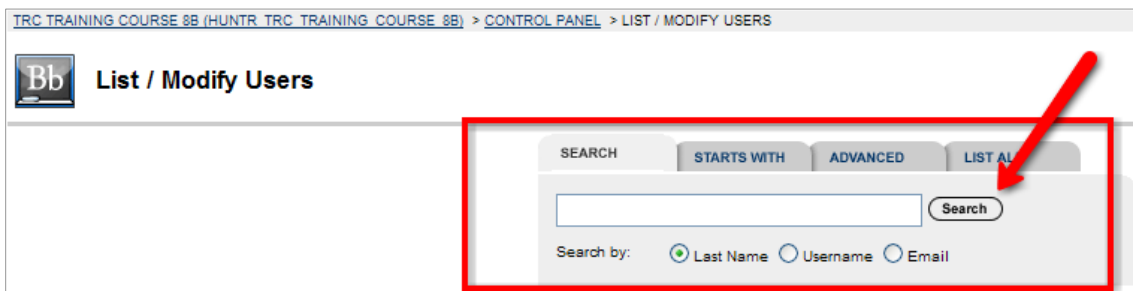 TRC TRAINING COURSE 8B (HUNTR_TRC_TRAINING_COURSE_8B) > CONTROL PANEL > LIST / MODIFY USERS
Bb List / Modify Users
SEARCH STARTS WITH ADVANCED LIST
Search
Search by: Last Name Username Email